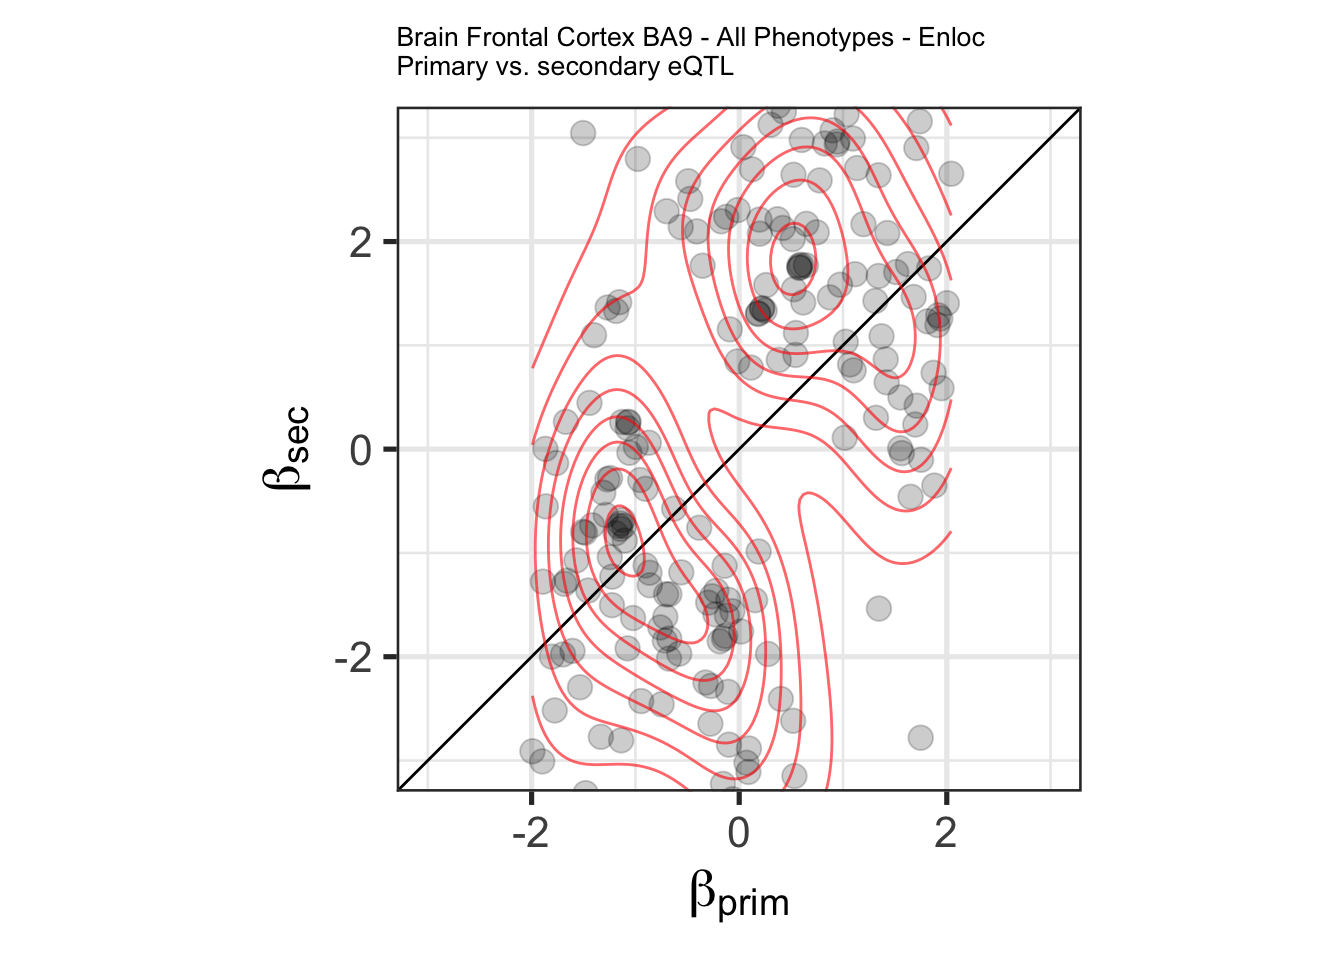 Brain Frontal Cortex BA9 - All Phenotypes - Enloc
Primary vs. secondary eQTL
2
0
-2
βsec
-2 0 2
βprim